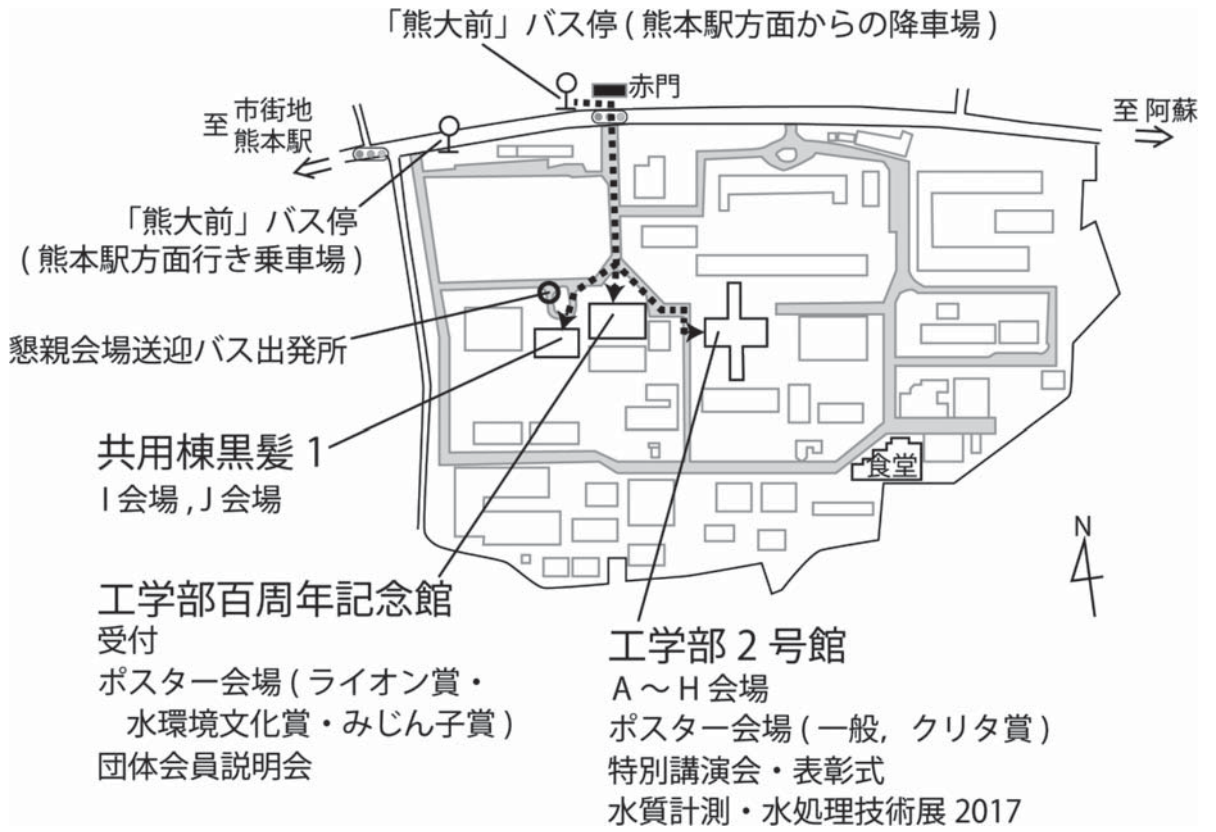 「熊大前」バス停 ( 熊本駅方面からの降車場 )
赤門
至 市街地
熊本駅
至 阿蘇
「熊大前」バス停
( 熊本駅方面行き乗車場 )
懇親会場送迎バス出発所
共用棟黒髪 1
I 会場 , J 会場
食堂
N
工学部百周年記念館
受付
ポスター会場 ( ライオン賞・
水環境文化賞・みじん子賞 )
団体会員説明会
工学部 2 号館
A ~ H 会場
ポスター会場 ( 一般, クリタ賞 )
特別講演会・表彰式
水質計測・水処理技術展 2017